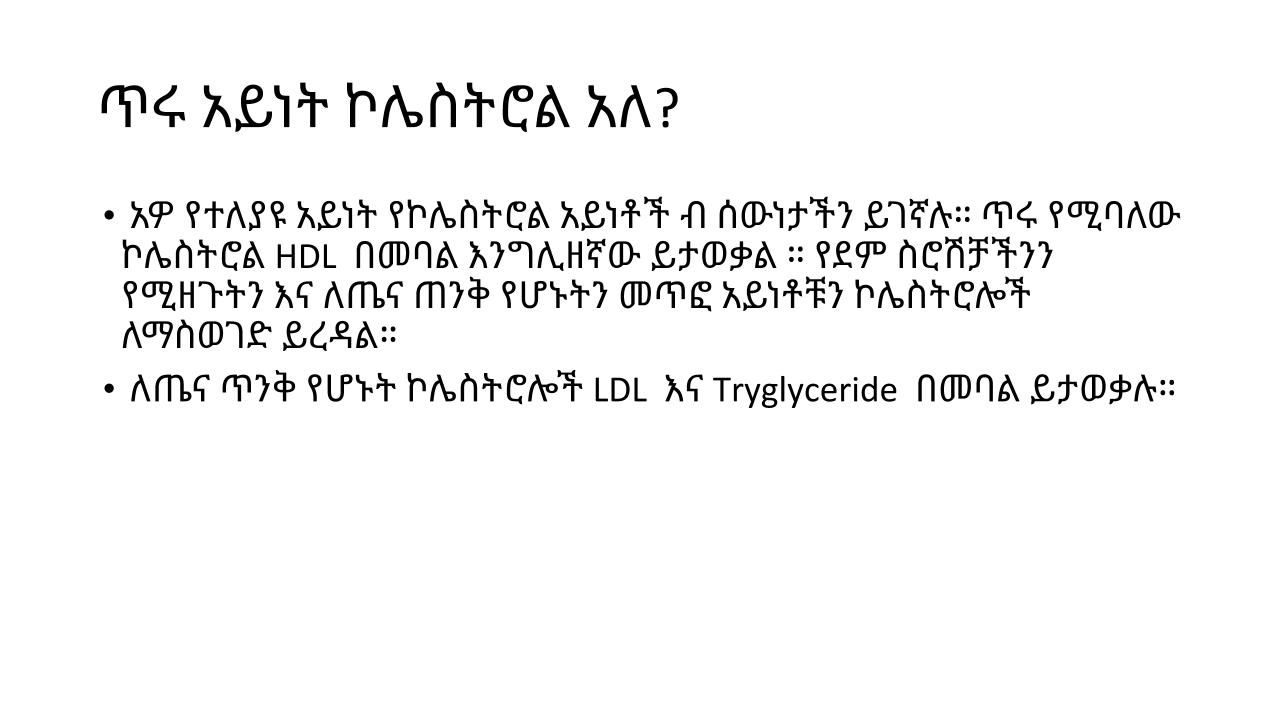 ጥሩ አይነት ኮሌስትሮል አለ?
• አዎ የተለያዩ አይነት የኮሌስትሮል አይነቶች ብ ሰውነታችን ይገኛሉ። ጥሩ የሚባለው
ኮሌስትሮል HDL በመባል እንግሊዘኛው ይታወቃል ። የደም ስሮሽቻችንን
የሚዘጉትን እና ለጤና ጠንቅ የሆኑትን መጥፎ አይነቶቹን ኮሌስትሮሎች
ለማስወገድ ይረዳል።
• ለጤና ጥንቅ የሆኑት ኮሌስትሮሎች LDL እና Tryglyceride በመባል ይታወቃሉ።